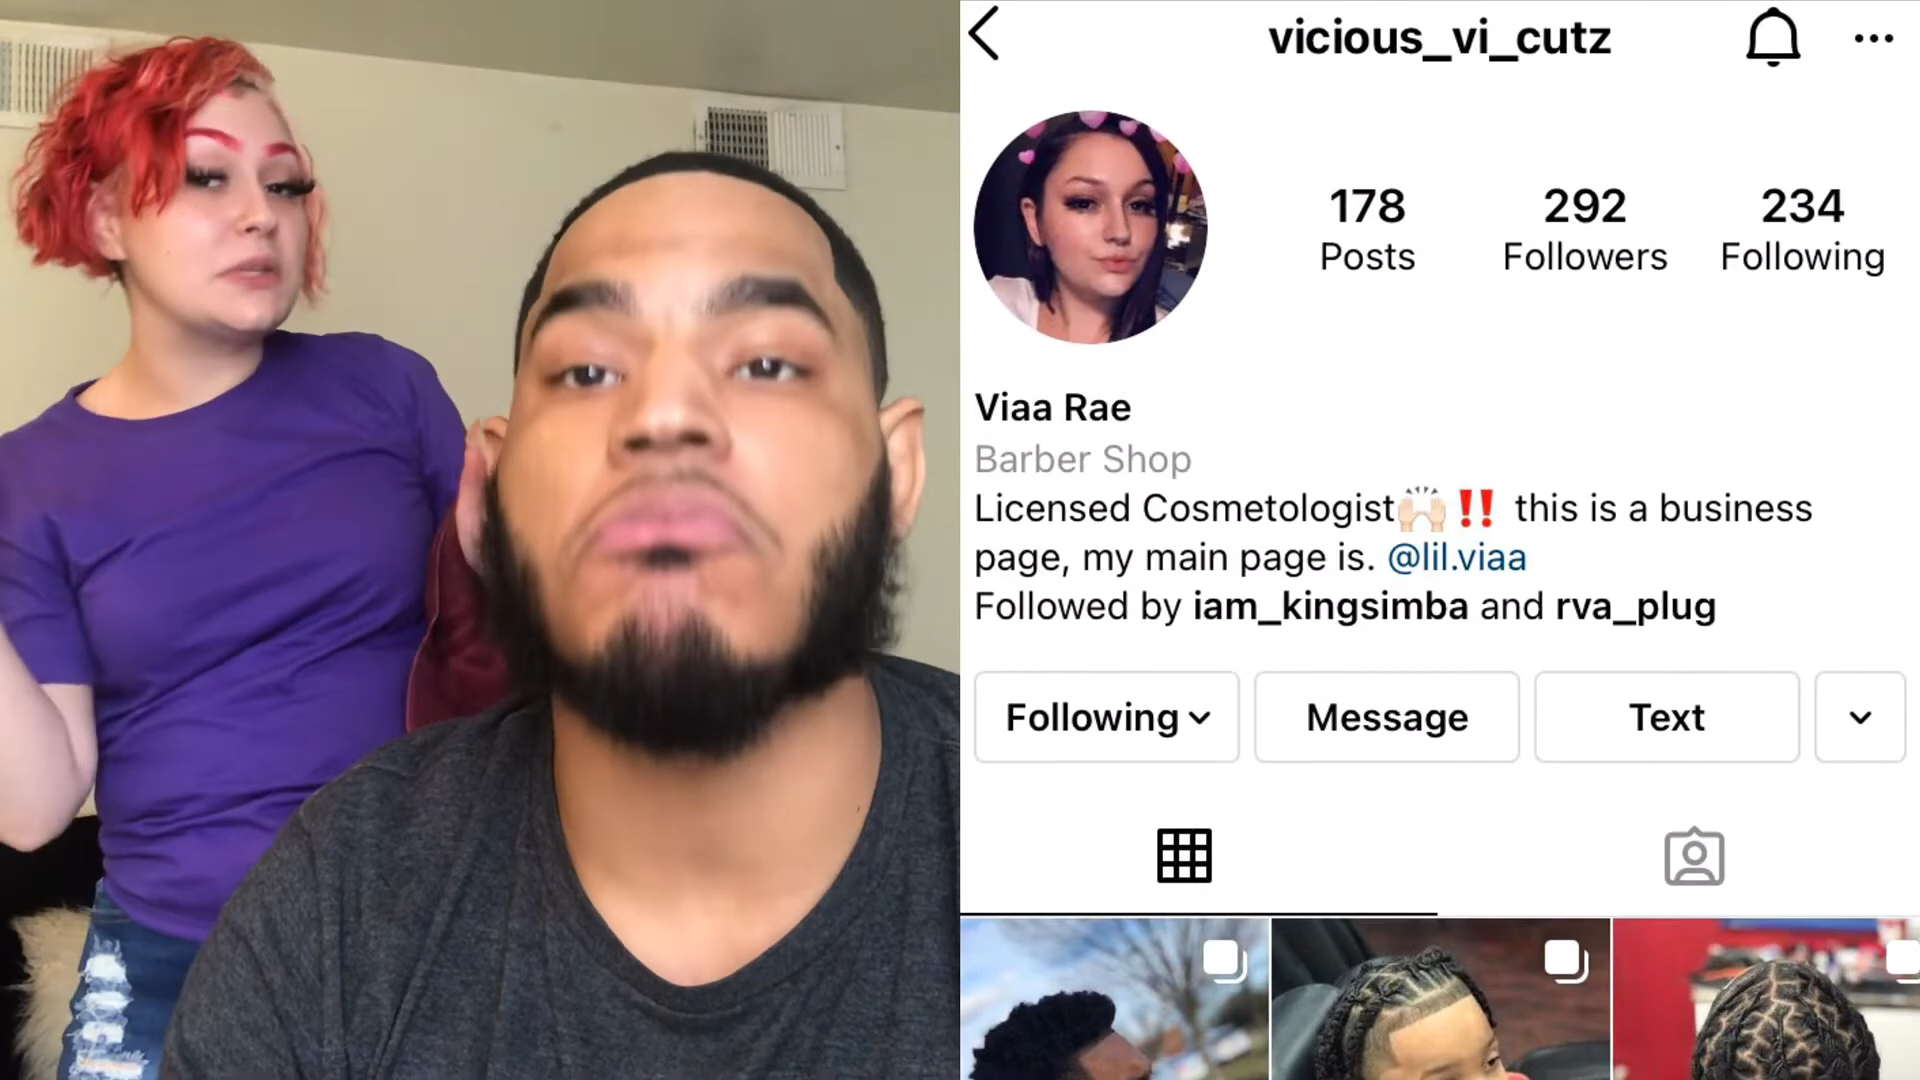 vicious_vi_cutz
178
Posts
292
Followers
234
Following
Viaa Rae
Barber Shop
Licensed Cosmetologist🙌🏻‼️ this is a business
page, my main page is. @lil.viaa
Followed by iam_kingsimba and rva_plug
Following
Message
Text